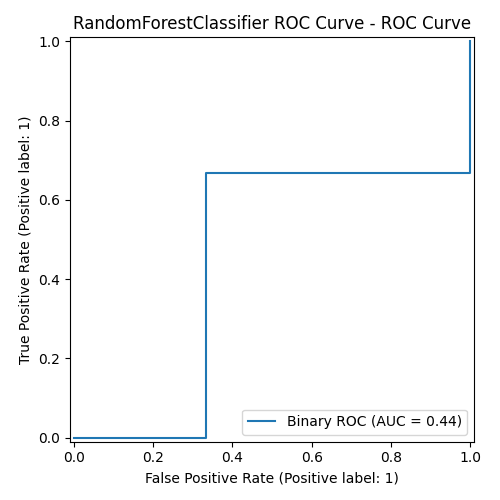 RandomForestClassifier ROC Curve - ROC Curve
1.0
0.8
0.6
0.4
0.2
0.0
True Positive Rate (Positive label: 1)
Binary ROC (AUC = 0.44)
0.0 0.2 0.4 0.6 0.8 1.0
False Positive Rate (Positive label: 1)